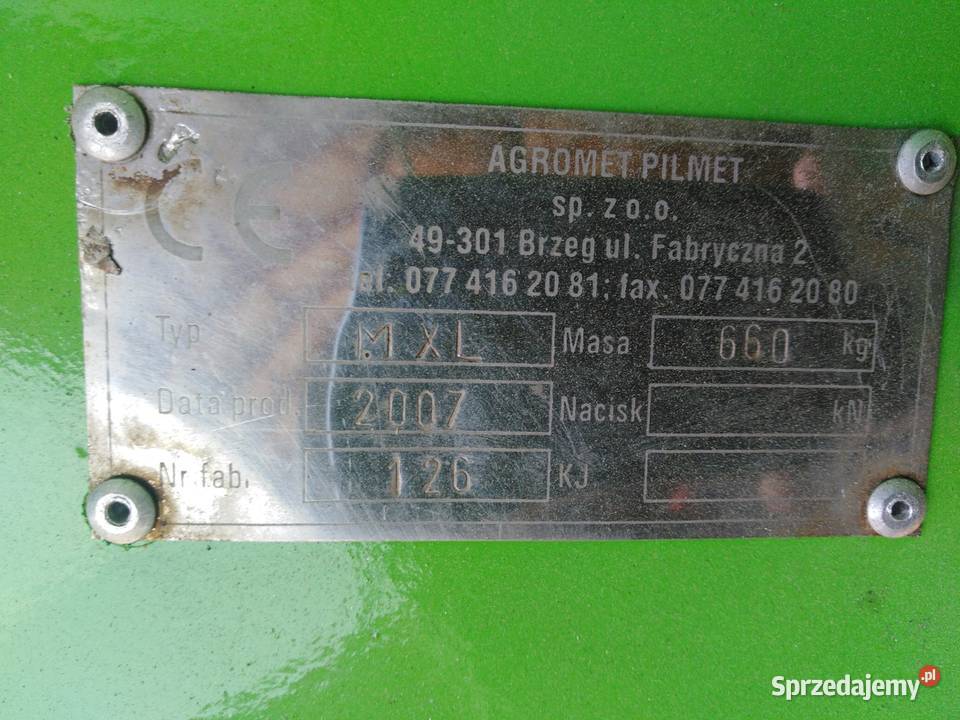 CE
AGROMET PILMET
sp. z o.o.
49-301 Brzeg ul. Fabryczna 2
tel. 077 416 20 81; fax. 077 416 20 80
Typ MXL Masa 660 kg
Data prod. 2007 Nacisk kN
Nr fab. 126 KJ
Sprzedajemy.pl